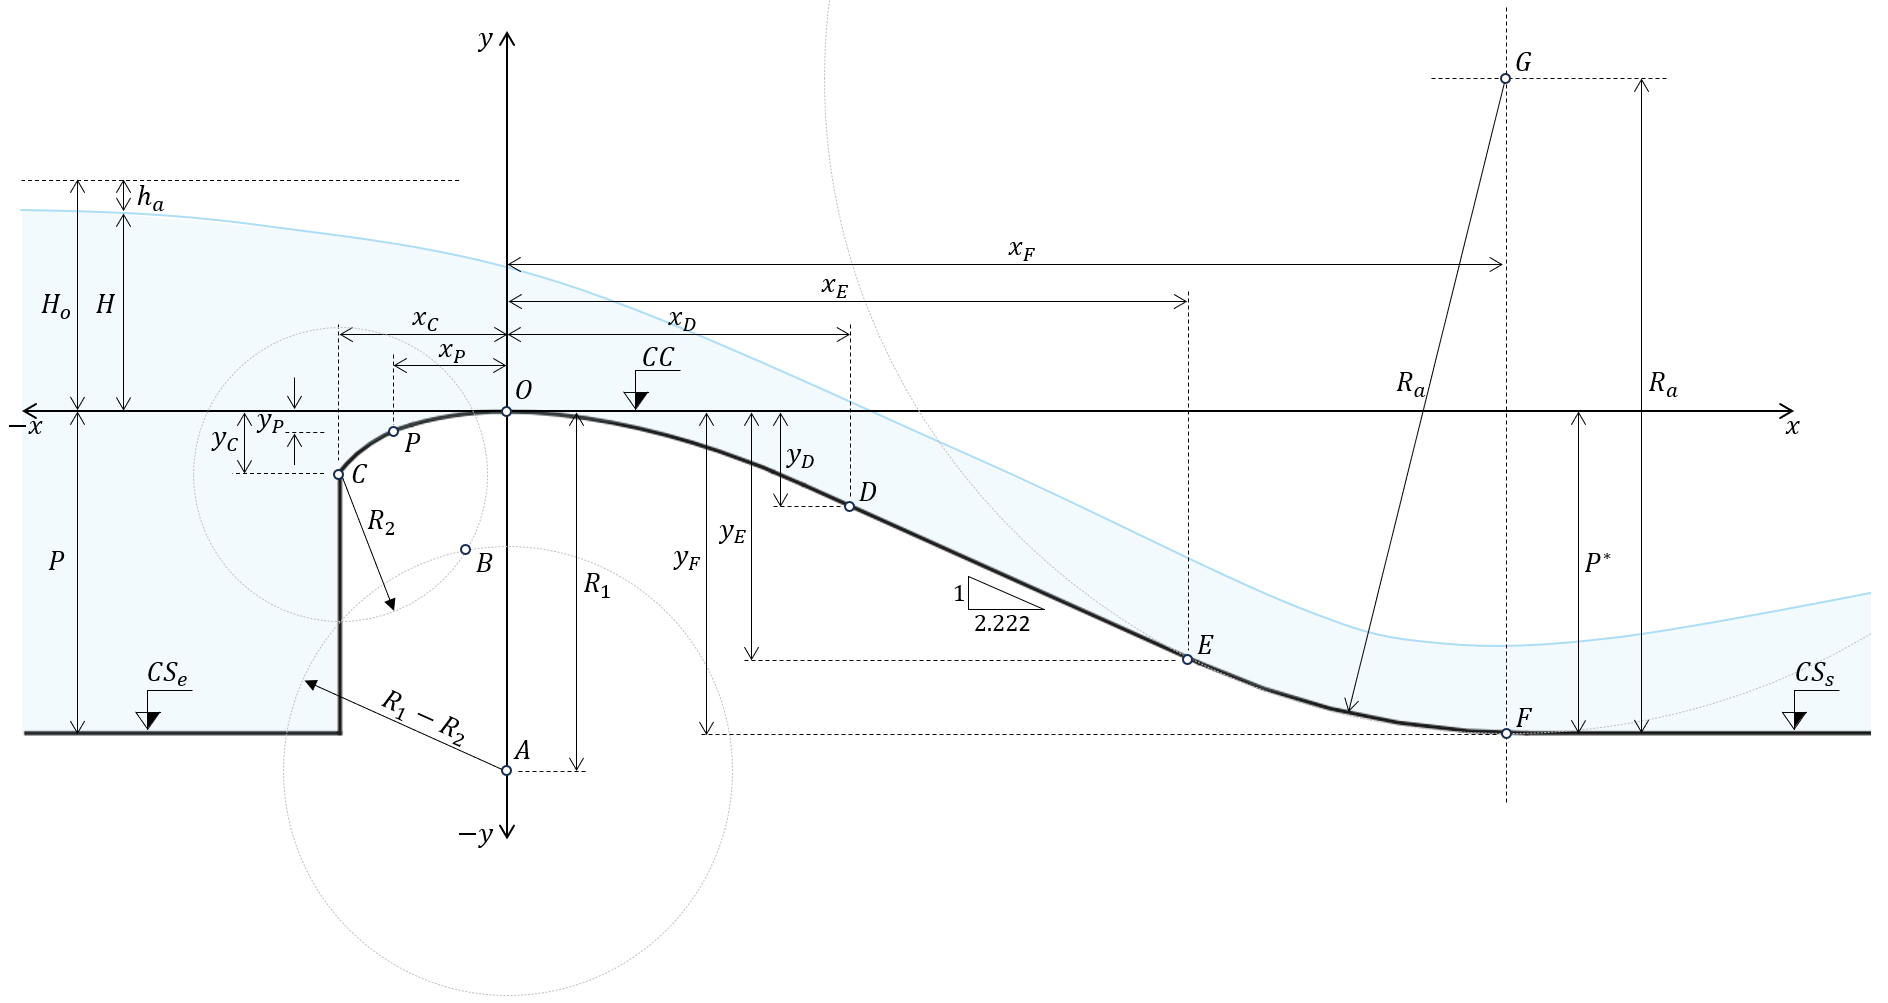 y
G
h_a
x_F
H_o
H
x_E
R_a
R_a
x_C
x_D
x_P
CC
O
−x
x
y_P
y_C
P
y_D
C
D
R_2
y_E
P
B
y_F
P*
R_1
1
2.222
E
CS_e
CS_s
R_1 − R_2
F
A
−y